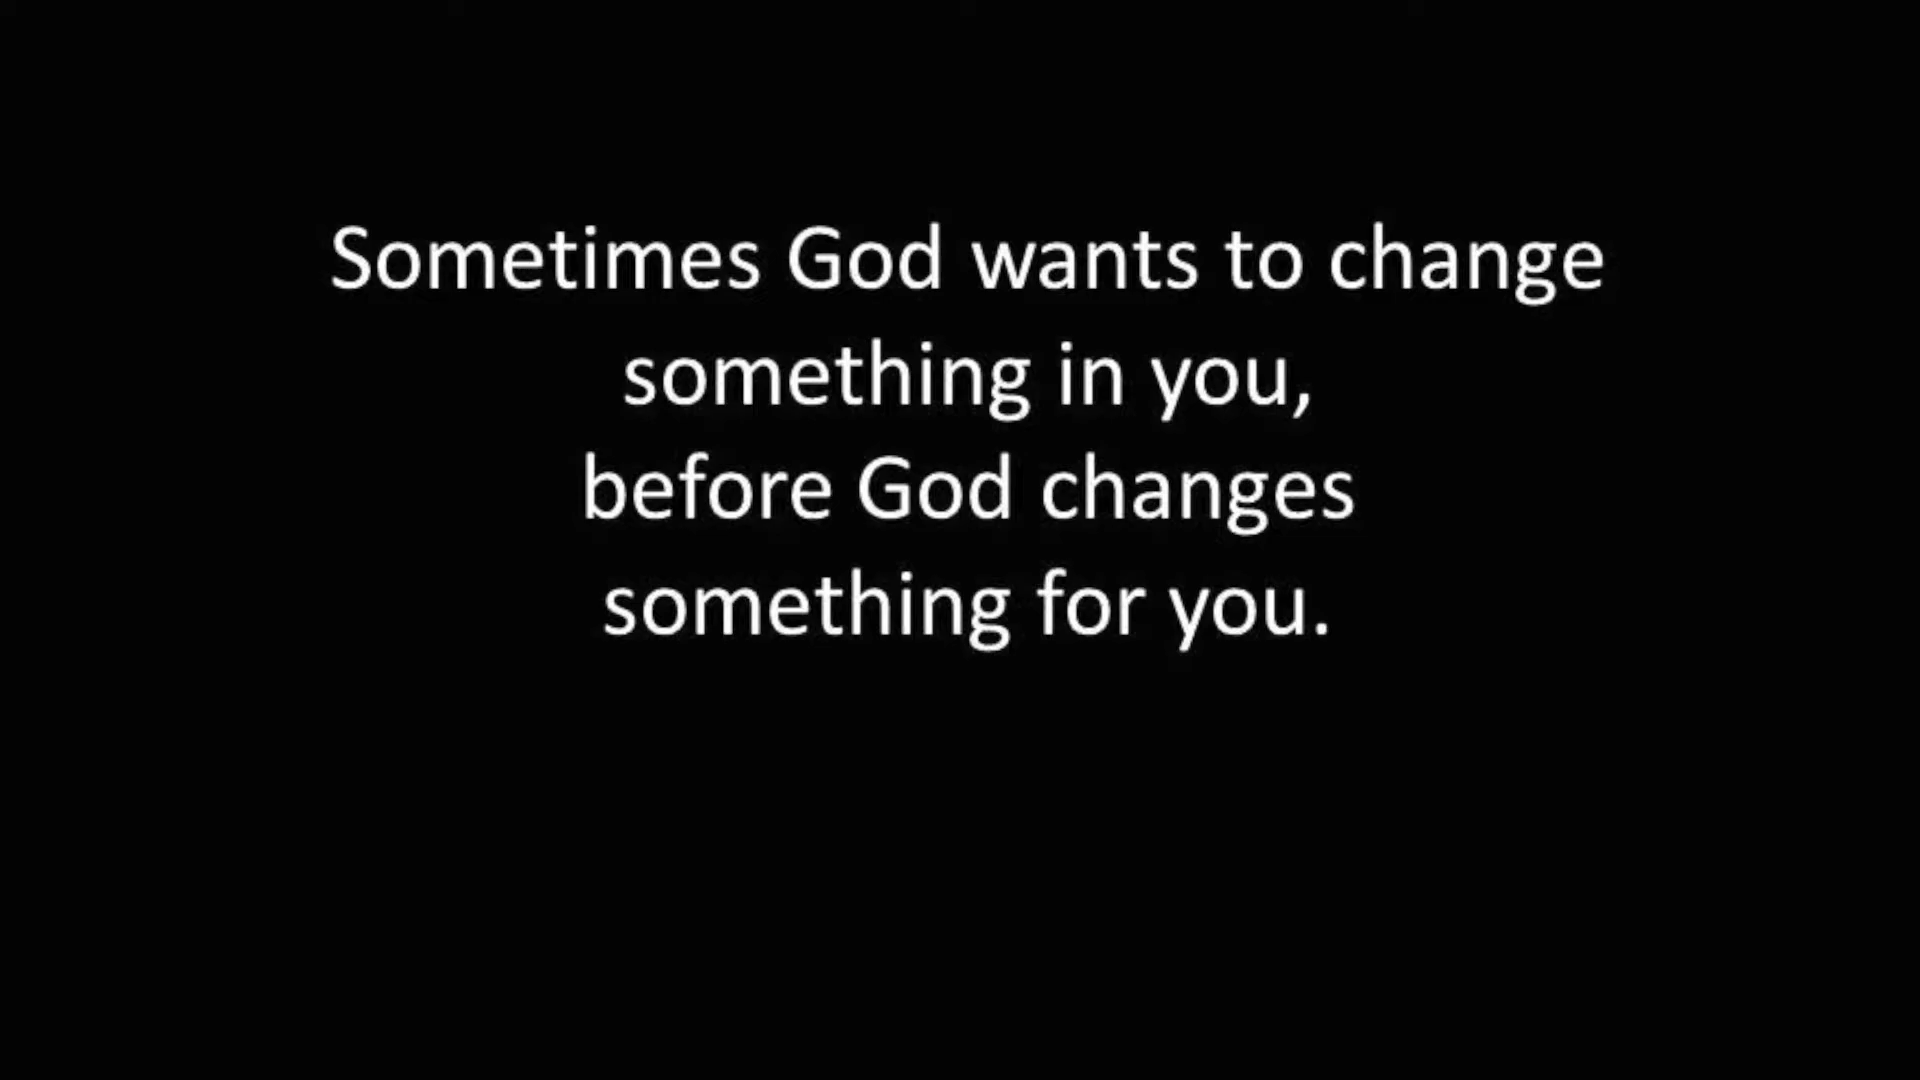 Sometimes God wants to change
something in you,
before God changes
something for you.